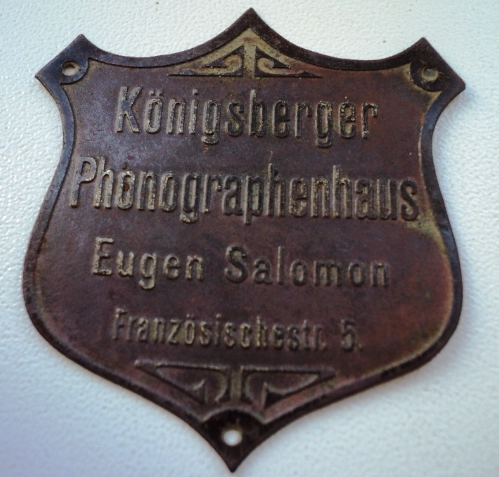 Königsberger
Phonographenhaus
Eugen Salomon
Französischestr. 5.